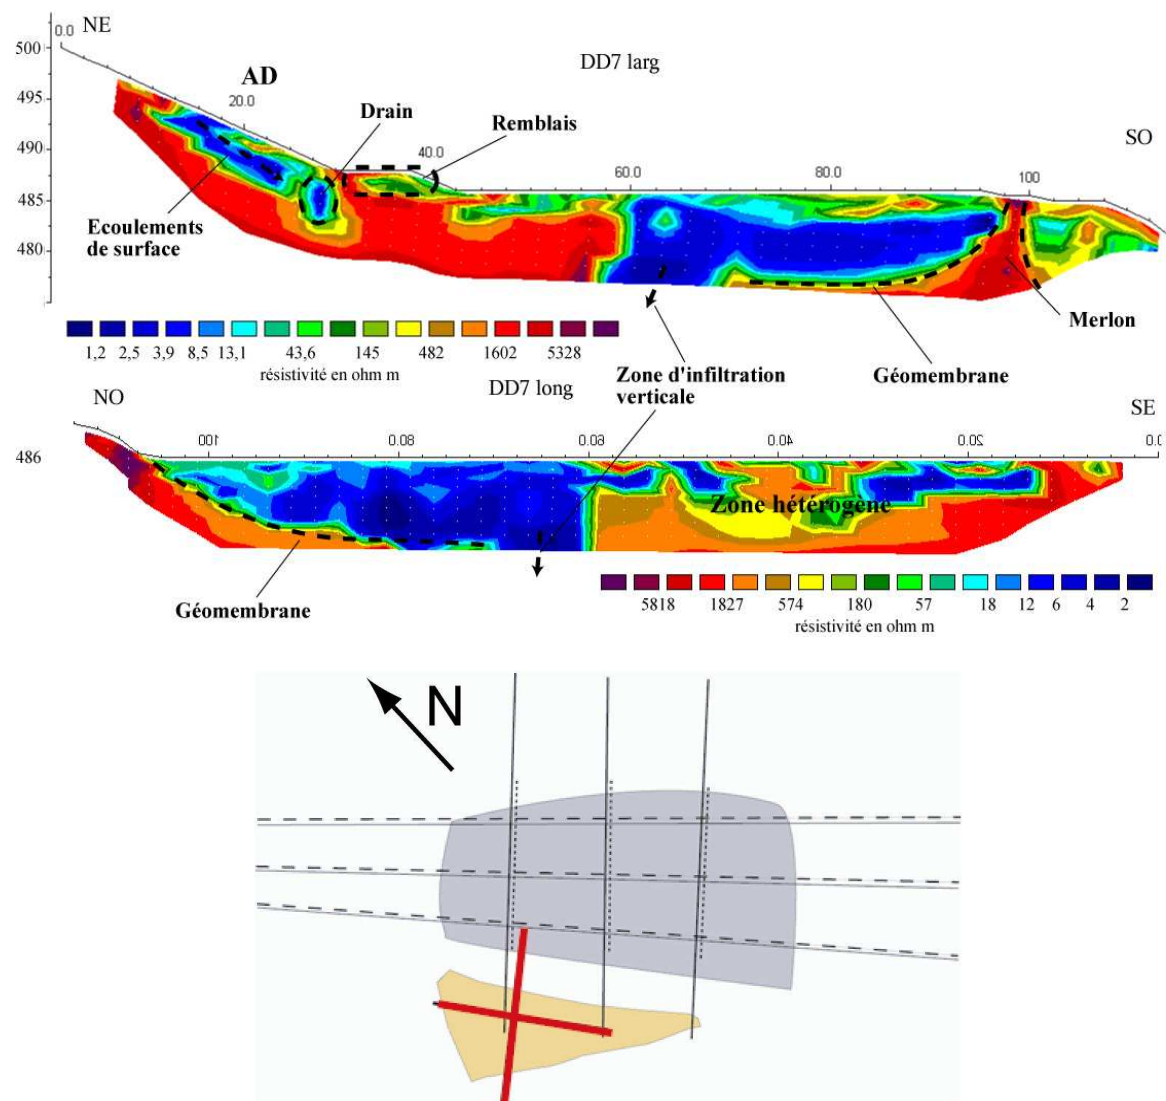 NE
0.0
500
DD7 larg
AD
495
20.0
Drain
Remblais
SO
490
40.0
60.0
80.0
100
485
Ecoulements
de surface
480
Merlon
1,2 2,5 3,9 8,5 13,1 43,6 145 482 1602 5328
résistivité en ohm m
Zone d'infiltration
verticale
Géomembrane
DD7 long
NO
SE
100 80.0 60.0 40.0 20.0 0.0
486
Zone hétérogène
Géomembrane
5818 1827 574 180 57 18 12 6 4 2
résistivité en ohm m
N